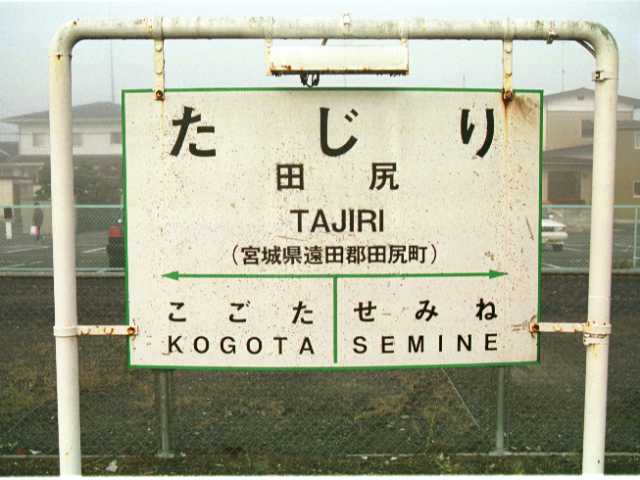 たじり
田尻
TAJIRI
（宮城県遠田郡田尻町）
こごた せみね
KOGOTA SEMINE